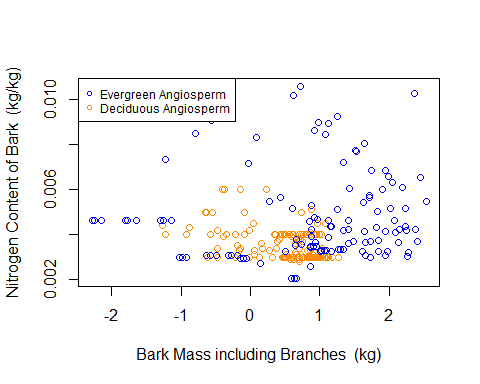 Evergreen Angiosperm
Deciduous Angiosperm
Nitrogen Content of Bark (kg/kg)
0.010
0.006
0.002
-2 -1 0 1 2
Bark Mass including Branches (kg)